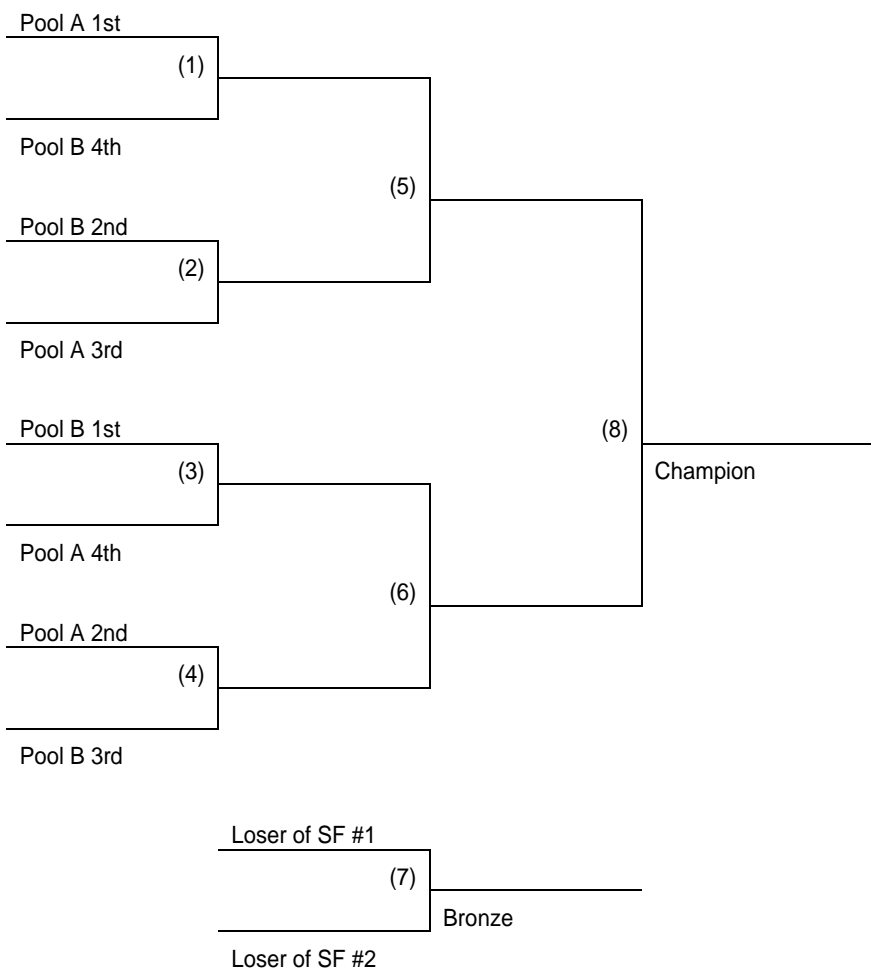 Pool A 1st
(1)
Pool B 4th
(5)
Pool B 2nd
(2)
Pool A 3rd
Pool B 1st
(8)
(3)
Champion
Pool A 4th
(6)
Pool A 2nd
(4)
Pool B 3rd
Loser of SF #1
(7)
Bronze
Loser of SF #2